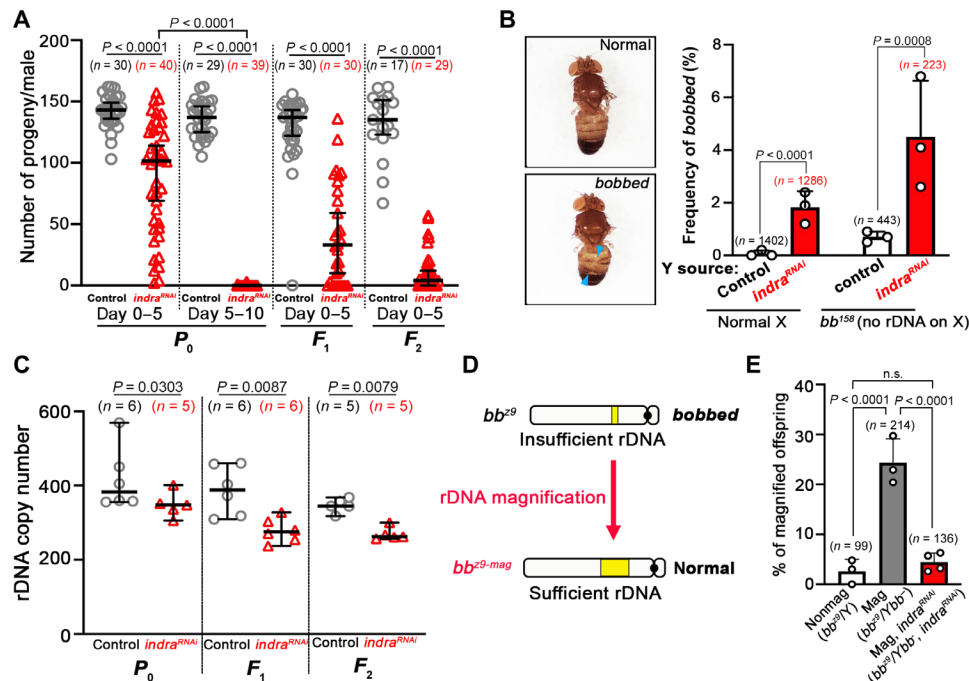 A
Number of progeny/male
200
150
100
50
0
P < 0.0001
P < 0.0001 P < 0.0001 P < 0.0001 P < 0.0001
(n = 30) (n = 40) (n = 29) (n = 39) (n = 30) (n = 30) (n = 17) (n = 29)
Control indraRNAi Control indraRNAi Control indraRNAi Control indraRNAi
Day 0–5 Day 5–10 Day 0–5 Day 0–5
P0 F1 F2
B
Normal
bobbed
Frequency of bobbed (%)
8
6
4
2
0
P = 0.0008
(n = 223)
P < 0.0001
(n = 1286)
(n = 443)
(n = 1402)
Y source:
Control indraRNAi control indraRNAi
Normal X bb158 (no rDNA on X)
C
rDNA copy number
600
400
200
0
P = 0.0303 P = 0.0087 P = 0.0079
(n = 6) (n = 5) (n = 6) (n = 6) (n = 5) (n = 5)
Control indraRNAi Control indraRNAi Control indraRNAi
P0 F1 F2
D
bbz9 bobbed
Insufficient rDNA
rDNA magnification
bbz9-mag Normal
Sufficient rDNA
E
% of magnified offspring
40
30
20
10
0
n.s.
P < 0.0001 P < 0.0001
(n = 214)
(n = 99)
(n = 136)
Nonmag
(bbz9/Y)
Mag
(bbz9/Ybb–)
Mag, indraRNAi
(bbz9/Ybb–, indraRNAi)